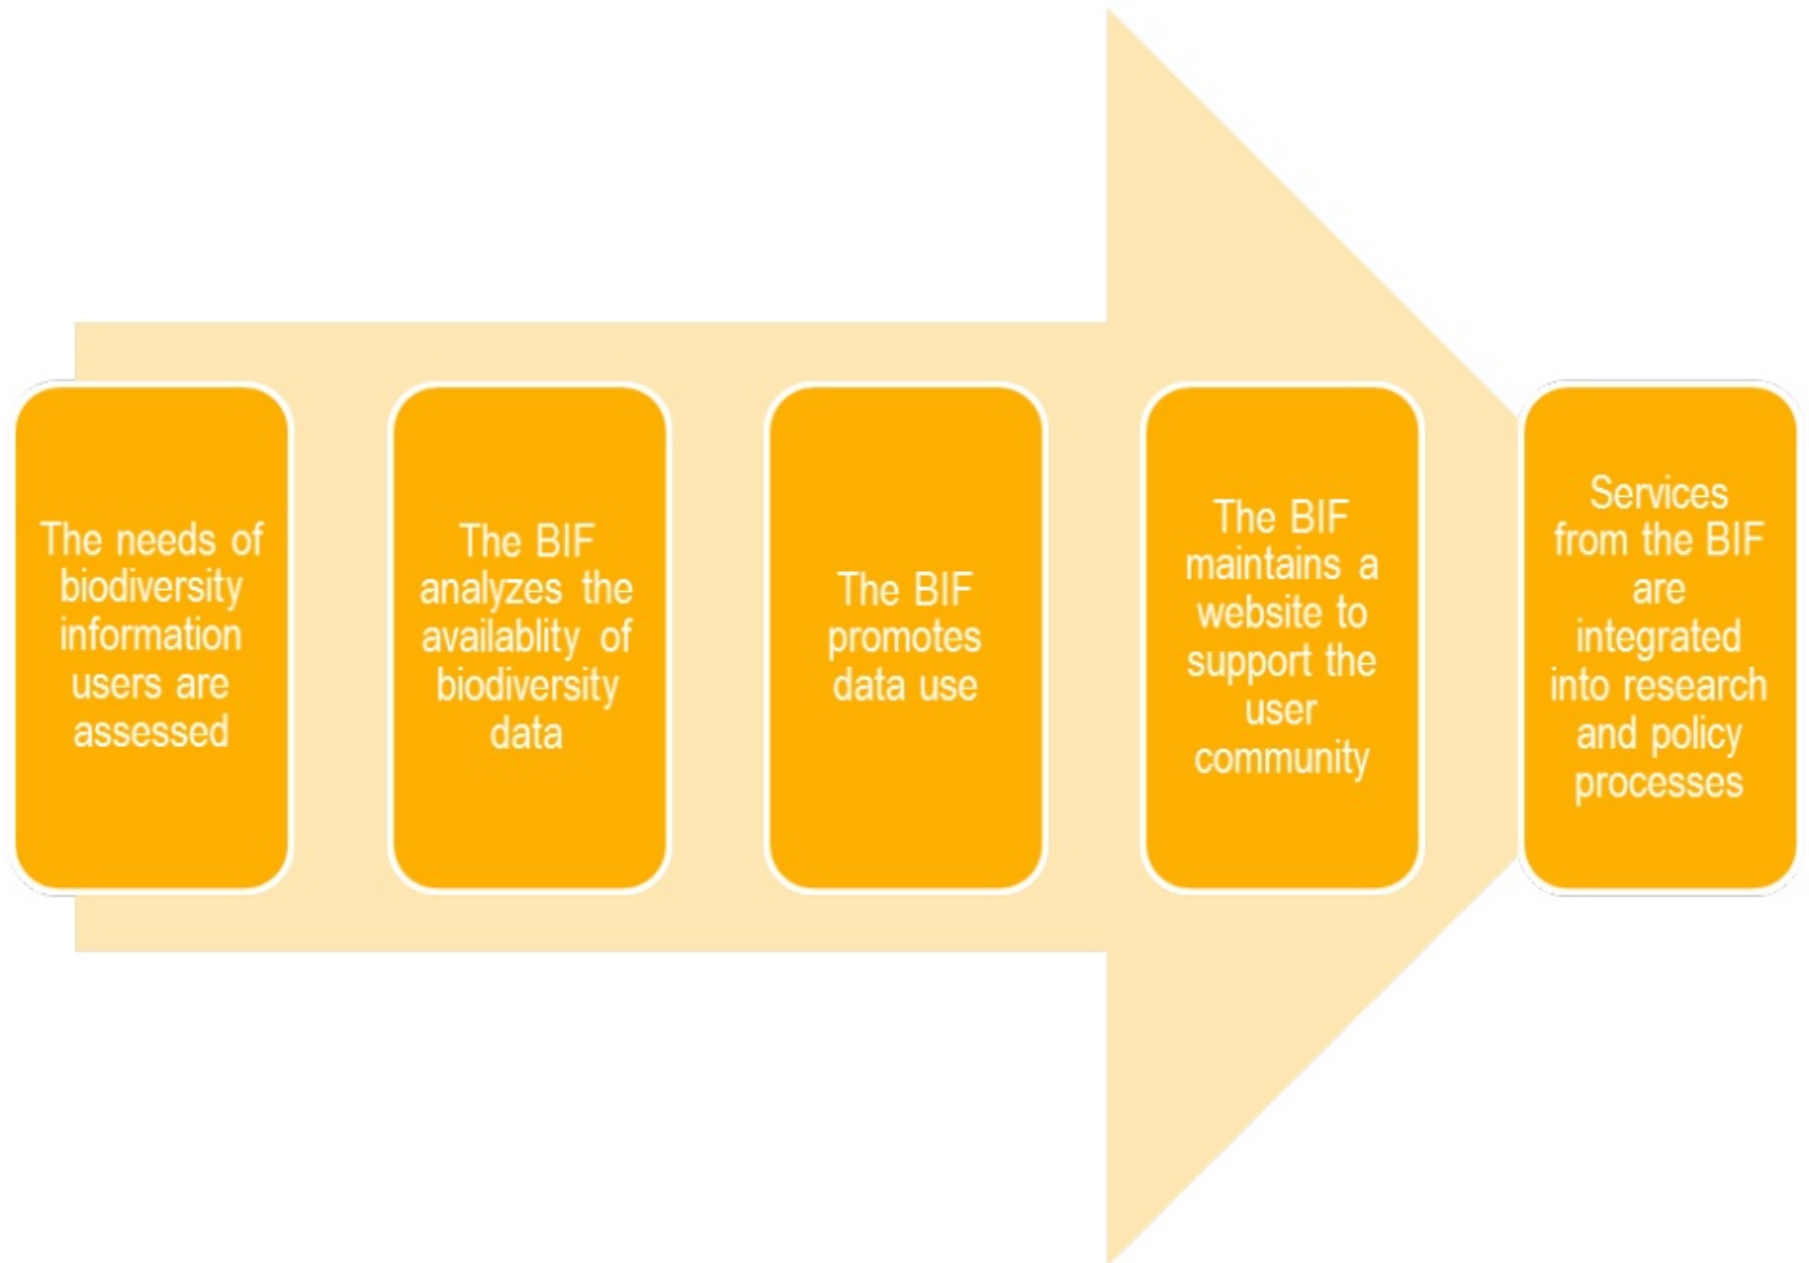 The needs of
biodiversity
information
users are
assessed
The BIF
analyzes the
availablity of
biodiversity
data
The BIF
promotes
data use
The BIF
maintains a
website to
support the
user
community
Services
from the BIF
are
integrated
into research
and policy
processes